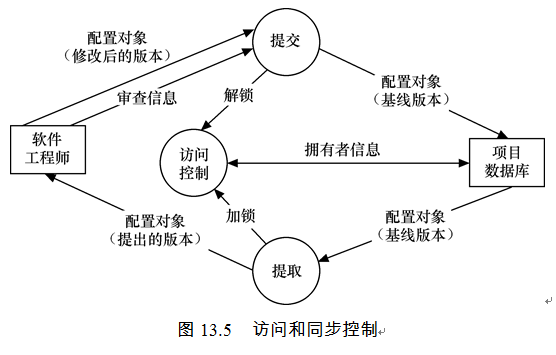 配置对象
（修改后的版本）
提交
配置对象
（基线版本）
审查信息
解锁
软件
工程师
访问
控制
拥有者信息
项目
数据库
加锁
配置对象
（提出的版本）
配置对象
（基线版本）
提取
图 13.5 访问和同步控制